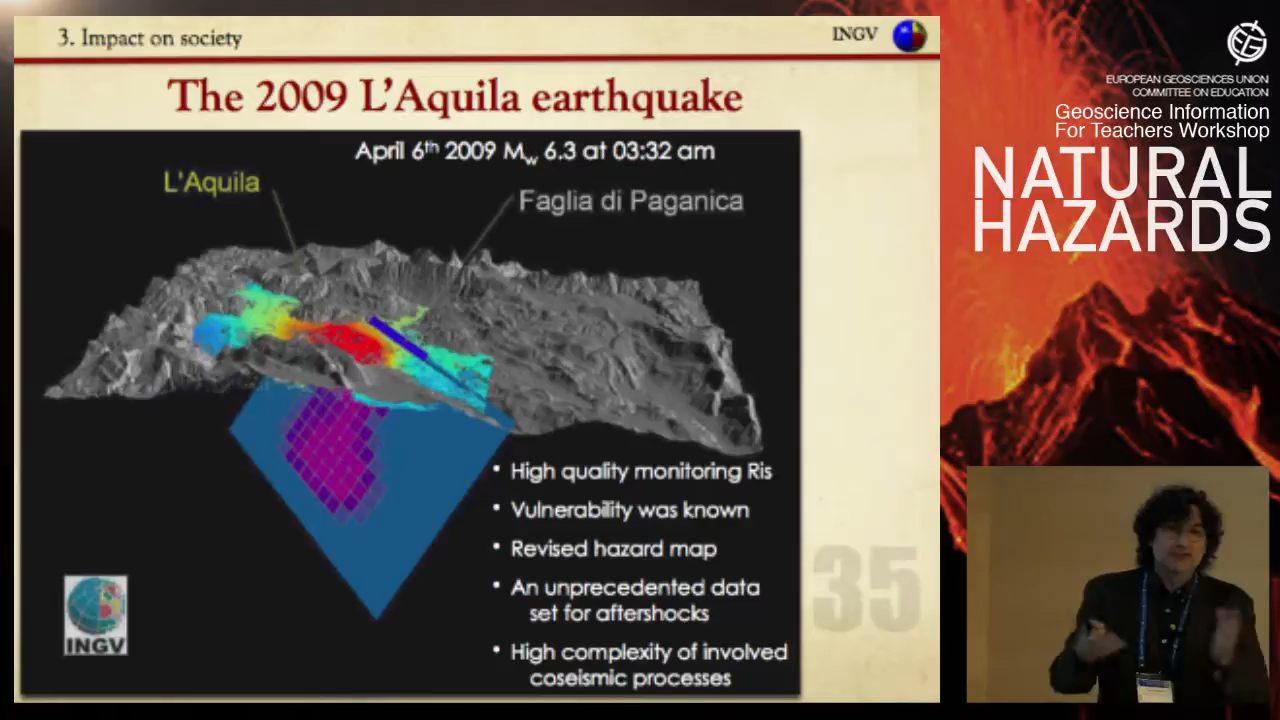 3. Impact on society
INGV
The 2009 L'Aquila earthquake
April 6th 2009 Mw 6.3 at 03:32 am
L'Aquila
Faglia di Paganica
• High quality monitoring Ris
• Vulnerability was known
• Revised hazard map
• An unprecedented data
set for aftershocks
• High complexity of involved
coseismic processes
INGV
35
EUROPEAN GEOSCIENCES UNION
COMMITTEE ON EDUCATION
Geoscience Information
For Teachers Workshop
NATURAL
HAZARDS